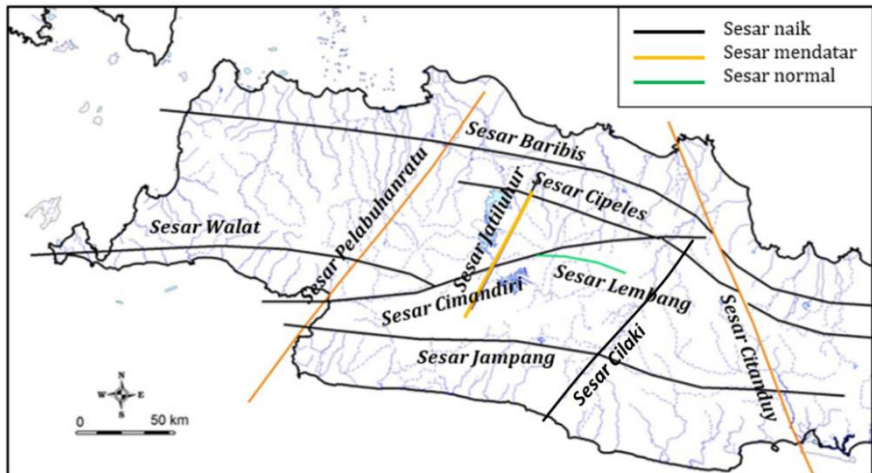 Sesar naik
Sesar mendatar
Sesar normal
Sesar Baribis
Sesar Pelabuhanratu
Sesar Jatiluhur
Sesar Cipeles
Sesar Walat
Sesar Cimandiri
Sesar Lembang
Sesar Jampang
Sesar Cilaki
Sesar Citanduy
N
W E
S
0 50 km